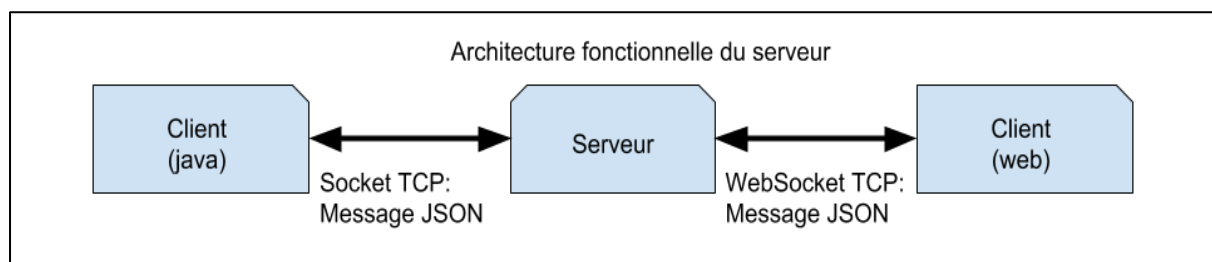 Architecture fonctionnelle du serveur
Client
(java)
Socket TCP:
Message JSON
Serveur
WebSocket TCP:
Message JSON
Client
(web)